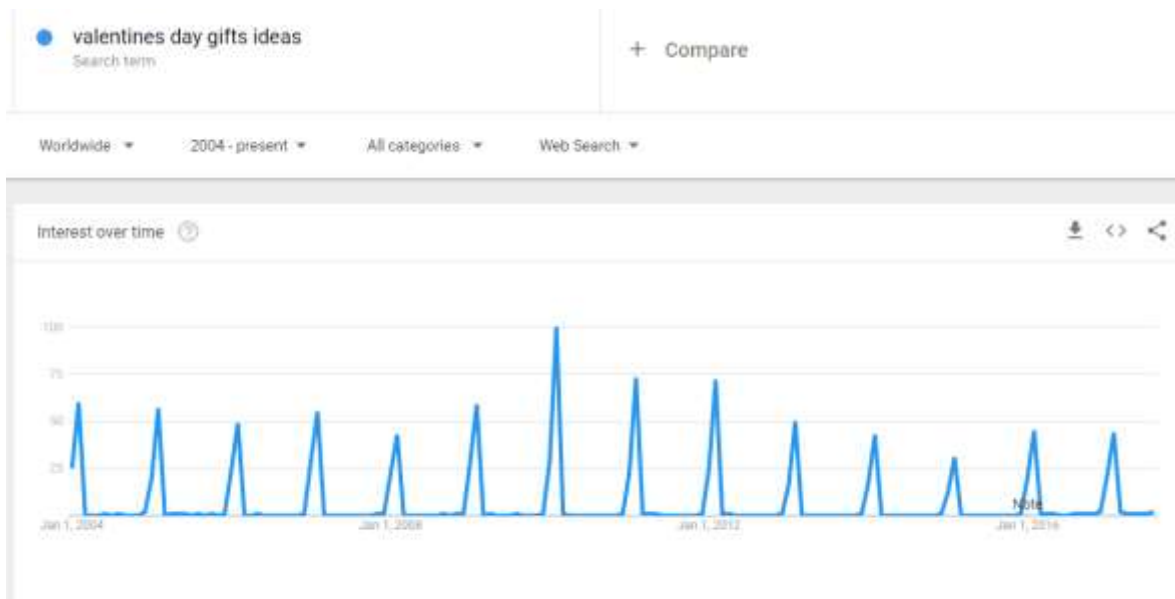 valentines day gifts ideas
Search term
+ Compare
Worldwide
2004 - present
All categories
Web Search
Interest over time
100
75
50
25
Note
Jan 1, 2004
Jan 1, 2008
Jan 1, 2012
Jan 1, 2016